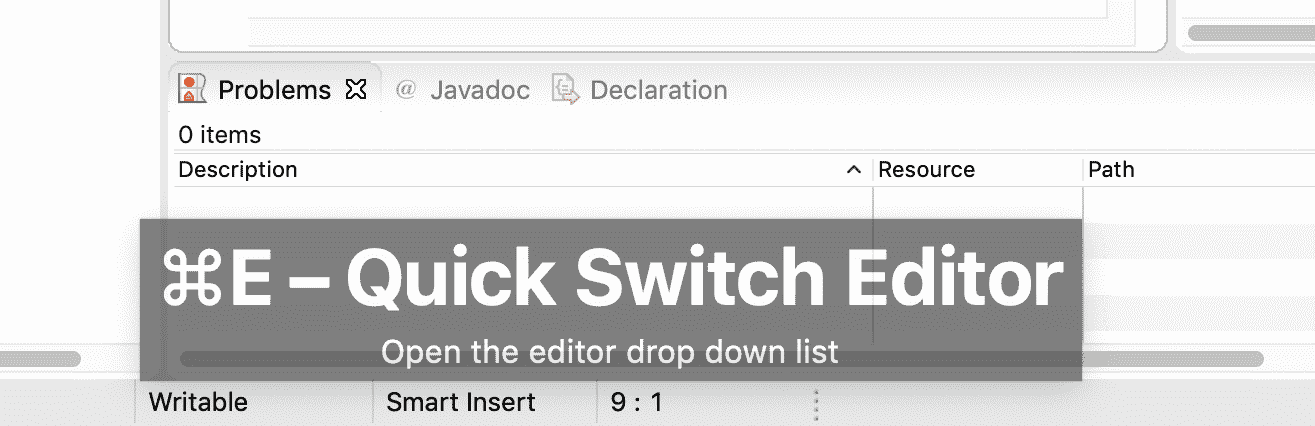 Problems @ Javadoc Declaration
0 items
Description Resource Path
⌘E – Quick Switch Editor
Open the editor drop down list
Writable Smart Insert 9 : 1